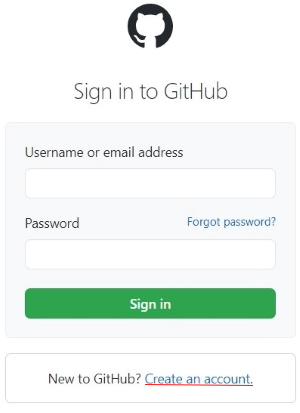 Sign in to GitHub
Username or email address
Password Forgot password?
Sign in
New to GitHub? Create an account.